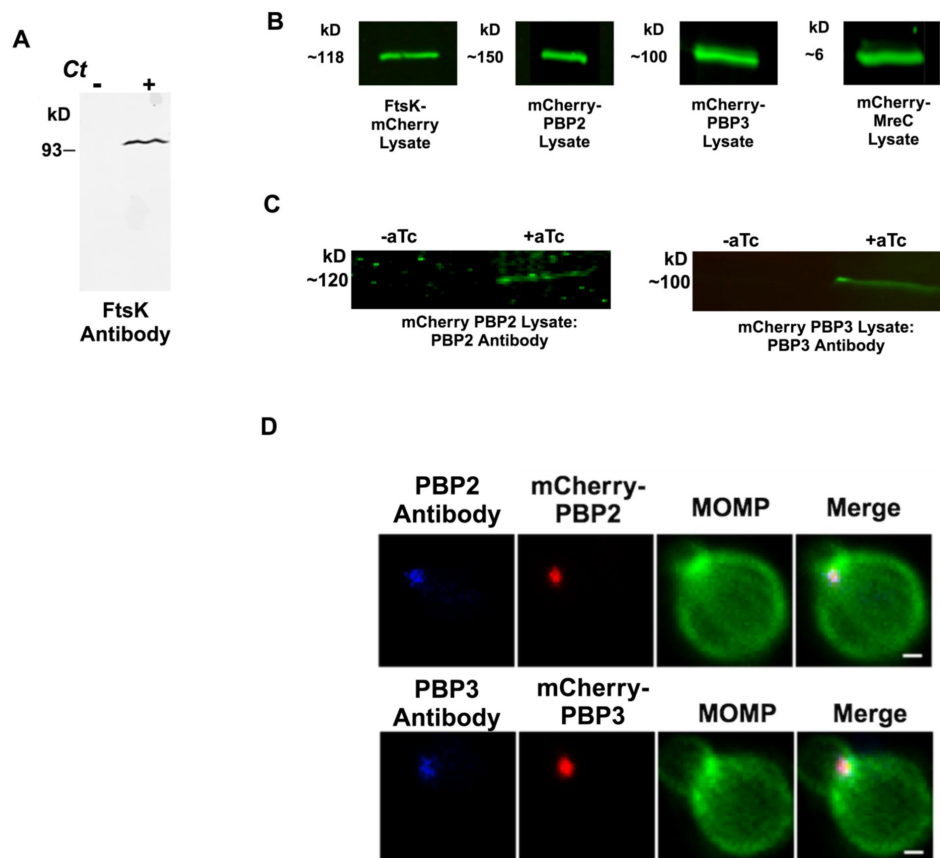 A
Ct
- +
kD
93
FtsK
Antibody
B
kD
~118
FtsK-
mCherry
Lysate
kD
~150
mCherry-
PBP2
Lysate
kD
~100
mCherry-
PBP3
Lysate
kD
~6
mCherry-
MreC
Lysate
C
-aTc +aTc
kD
~120
mCherry PBP2 Lysate:
PBP2 Antibody
-aTc +aTc
kD
~100
mCherry PBP3 Lysate:
PBP3 Antibody
D
PBP2
Antibody
mCherry-
PBP2
MOMP
Merge
PBP3
Antibody
mCherry-
PBP3
MOMP
Merge